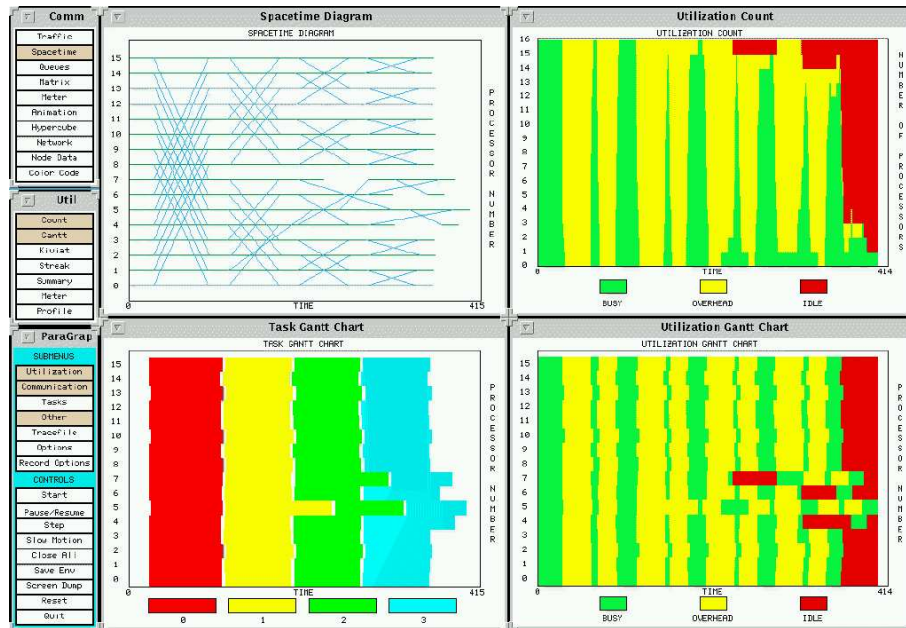 Comm
Traffic
Spacetime
Queues
Matrix
Meter
Animation
Hypercube
Network
Node Data
Color Code
Util
Count
Gantt
Kiviat
Streak
Summary
Meter
Profile
ParaGrap
SUBMENUS
Utilization
Communication
Tasks
Other
Tracefile
Options
Record Options
CONTROLS
Start
Pause/Resume
Step
Slow Motion
Close All
Save Env
Screen Dump
Reset
Quit
Spacetime Diagram
SPACETIME DIAGRAM
15
14
13
12
11
10
9
8
7
6
5
4
3
2
1
0
PROCESSOR NUMBER
0 TIME 415
Utilization Count
UTILIZATION COUNT
16
15
14
13
12
11
10
9
8
7
6
5
4
3
2
1
0
NUMBER OF PROCESSORS
0 TIME 414
BUSY OVERHEAD IDLE
Task Gantt Chart
TASK GANTT CHART
15
14
13
12
11
10
9
8
7
6
5
4
3
2
1
0
PROCESSOR NUMBER
0 TIME 415
0 1 2 3
Utilization Gantt Chart
UTILIZATION GANTT CHART
15
14
13
12
11
10
9
8
7
6
5
4
3
2
1
0
PROCESSOR NUMBER
0 TIME 414
BUSY OVERHEAD IDLE